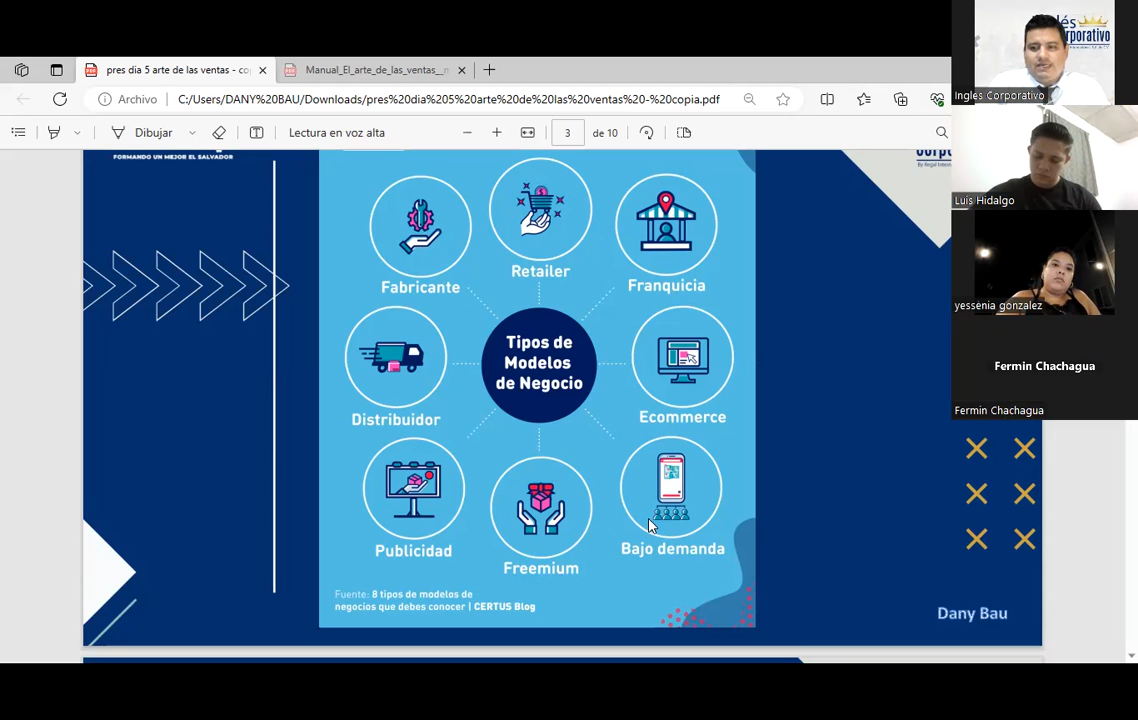 pres dia 5 arte de las ventas - co
Manual_El_arte_de_las_ventas__n
Archivo
C:/Users/DANY%20BAU/Downloads/pres%20dia%205%20arte%20de%20las%20ventas%20-%20copia.pdf
Dibujar
Lectura en voz alta
3
de 10
FORMANDO UN MEJOR EL SALVADOR
Fabricante
Retailer
Franquicia
Distribuidor
Tipos de
Modelos
de Negocio
Ecommerce
Publicidad
Freemium
Bajo demanda
Fuente: 8 tipos de modelos de
negocios que debes conocer | CERTUS Blog
Dany Bau
Ingles Corporativo
Luis Hidalgo
yessenia gonzalez
Fermin Chachagua
Fermin Chachagua